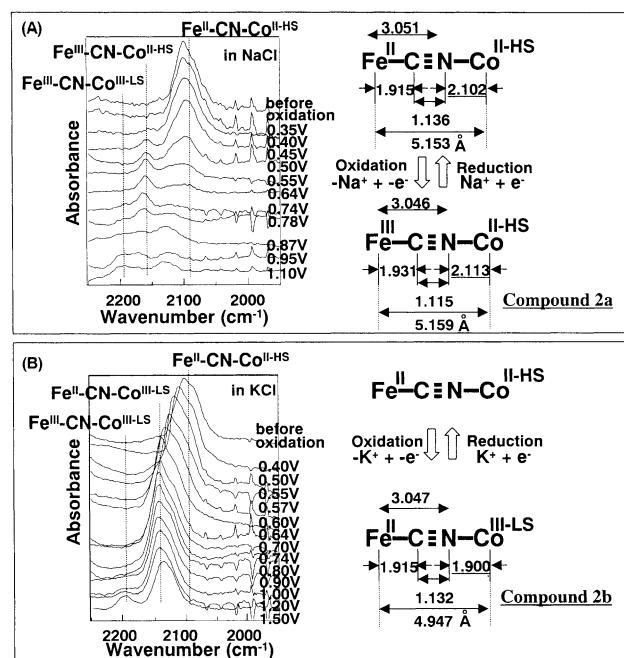 (A)
Fe^II-CN-Co^II-HS
Fe^III-CN-Co^II-HS
in NaCl
Fe^III-CN-Co^III-LS
before
oxidation
0.35V
0.40V
0.45V
0.50V
0.55V
0.64V
0.74V
0.78V
0.87V
0.95V
1.10V
Absorbance
2200 2100 2000
Wavenumber (cm⁻¹)
3.051
Fe^II-C≡N-Co^II-HS
1.915 2.102
1.136
5.153 Å
Oxidation Reduction
-Na⁺ + -e⁻ Na⁺ + e⁻
3.046
Fe^III-C≡N-Co^II-HS
1.931 2.113
1.115
5.159 Å
Compound 2a
(B)
Fe^II-CN-Co^II-HS
Fe^II-CN-Co^III-LS
in KCl
Fe^III-CN-Co^III-LS
before
oxidation
0.40V
0.50V
0.55V
0.57V
0.60V
0.64V
0.70V
0.74V
0.80V
0.90V
1.00V
1.20V
1.50V
Absorbance
2200 2100 2000
Wavenumber (cm⁻¹)
Fe^II-C≡N-Co^II-HS
Oxidation Reduction
-K⁺ + -e⁻ K⁺ + e⁻
3.047
Fe^II-C≡N-Co^III-LS
1.915 1.900
1.132
4.947 Å
Compound 2b